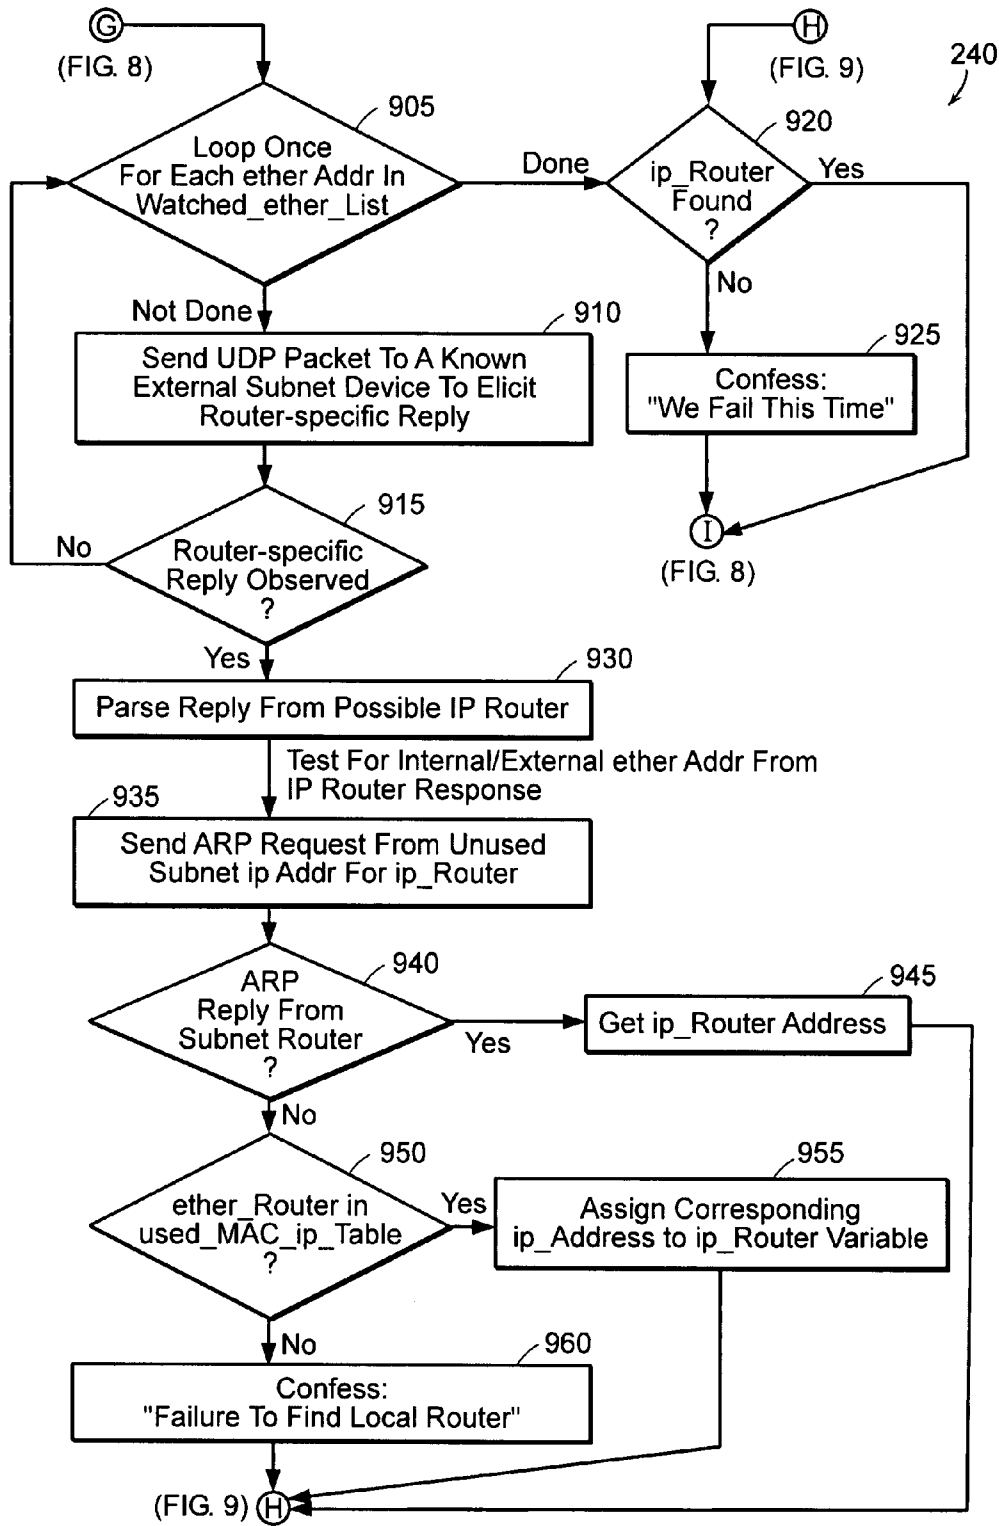 G
(FIG. 8)
H
(FIG. 9)
240
905
Loop Once
For Each ether Addr In
Watched_ether_List
Done
920
ip_Router
Found
?
Yes
No
Not Done
910
Send UDP Packet To A Known
External Subnet Device To Elicit
Router-specific Reply
925
Confess:
"We Fail This Time"
I
(FIG. 8)
915
Router-specific
Reply Observed
?
No
Yes
930
Parse Reply From Possible IP Router
Test For Internal/External ether Addr From
IP Router Response
935
Send ARP Request From Unused
Subnet ip Addr For ip_Router
940
ARP
Reply From
Subnet Router
?
Yes
945
Get ip_Router Address
No
950
ether_Router in
used_MAC_ip_Table
?
Yes
955
Assign Corresponding
ip_Address to ip_Router Variable
No
960
Confess:
"Failure To Find Local Router"
(FIG. 9)
H